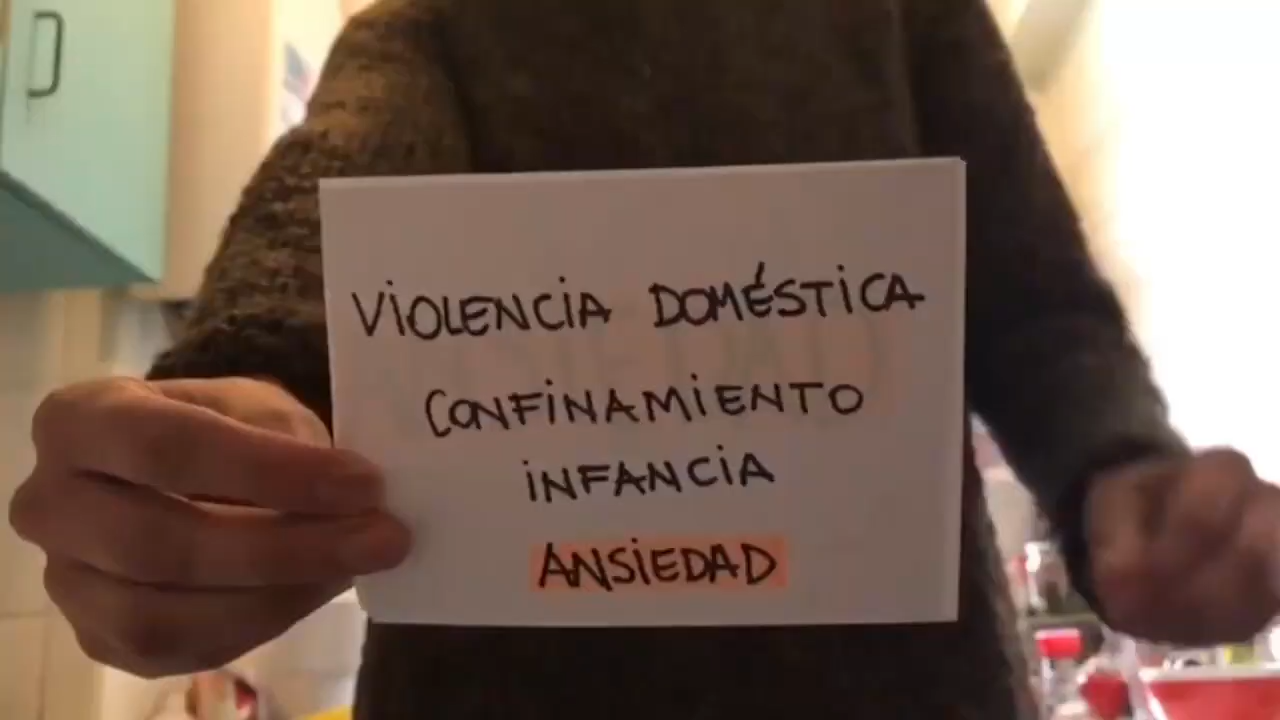 ViOLENCiA DOMÉSTiCA
CONFiNAMiENTO
iNFANCiA
ANSiEDAD